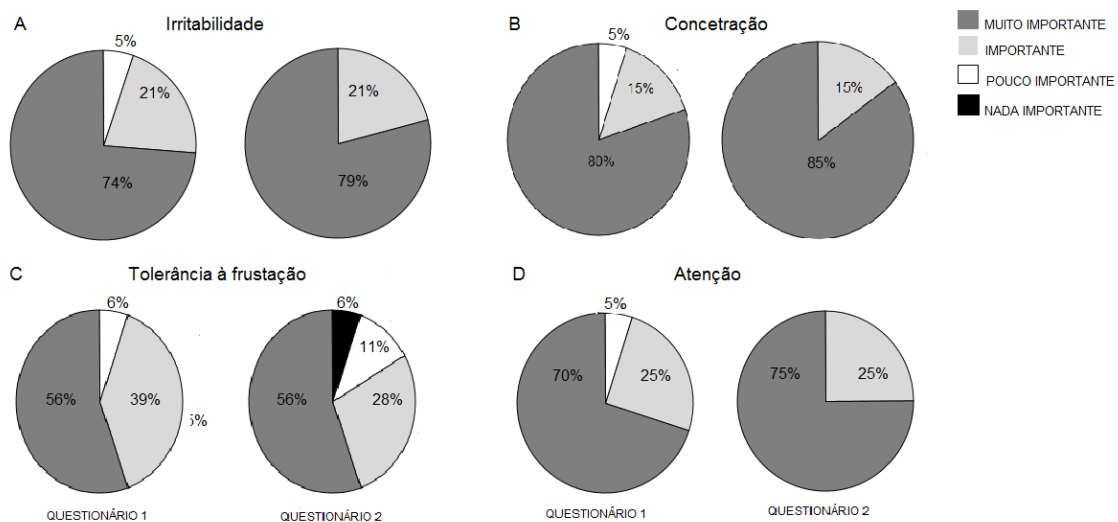 A Irritabilidade
5%
21%
74%
21%
79%
B Concetração
5%
15%
80%
15%
85%
MUITO IMPORTANTE
IMPORTANTE
POUCO IMPORTANTE
NADA IMPORTANTE
C Tolerância à frustação
6%
56%
39%
5%
6%
11%
56%
28%
D Atenção
5%
70%
25%
75%
25%
QUESTIONÁRIO 1
QUESTIONÁRIO 2
QUESTIONÁRIO 1
QUESTIONÁRIO 2